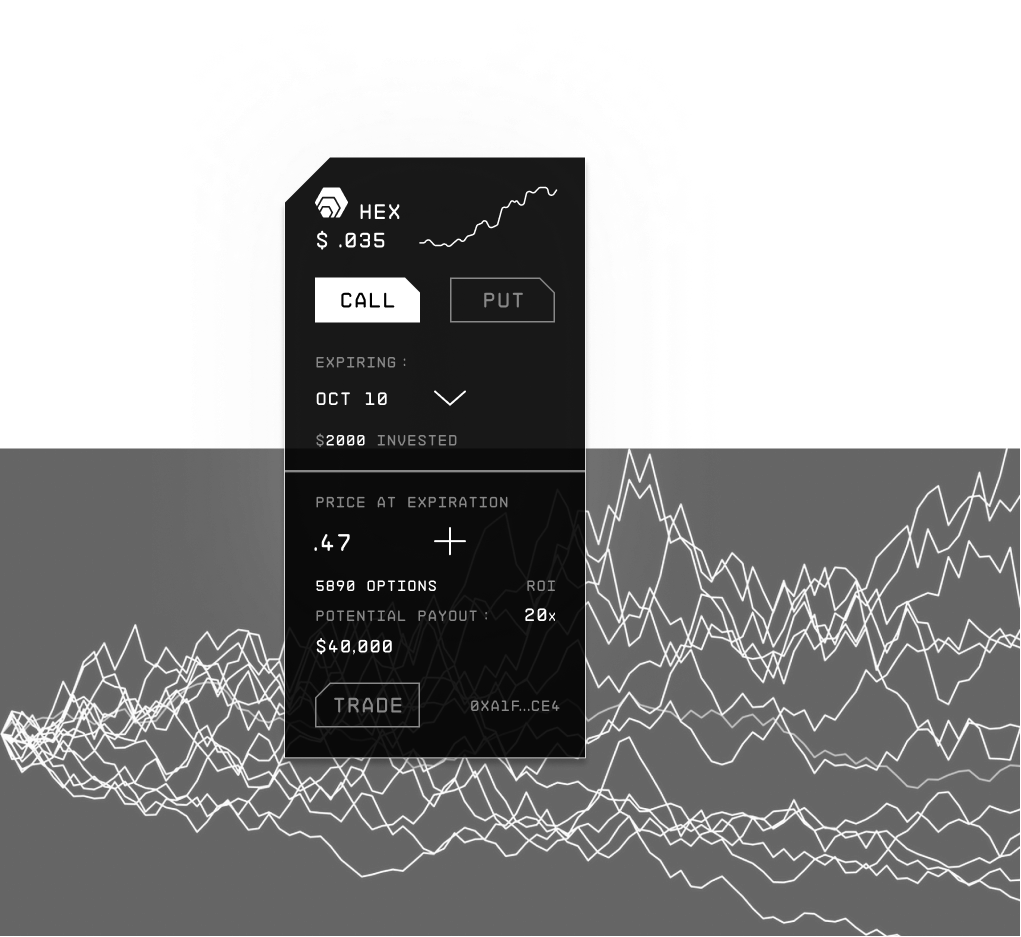 HEX
$ .035
CALL
PUT
EXPIRING:
OCT 10
$2000 INVESTED
PRICE AT EXPIRATION
.47
5890 OPTIONS
ROI
POTENTIAL PAYOUT:
20x
$40,000
TRADE
0XA1F...CE4